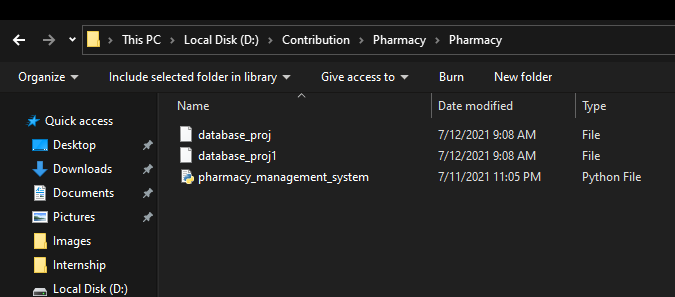 This PC > Local Disk (D:) > Contribution > Pharmacy > Pharmacy
Organize Include selected folder in library Give access to Burn New folder
Name Date modified Type
Quick access
Desktop
Downloads
Documents
Pictures
Images
Internship
Local Disk (D:)
database_proj 7/12/2021 9:08 AM File
database_proj1 7/12/2021 9:08 AM File
pharmacy_management_system 7/11/2021 11:05 PM Python File